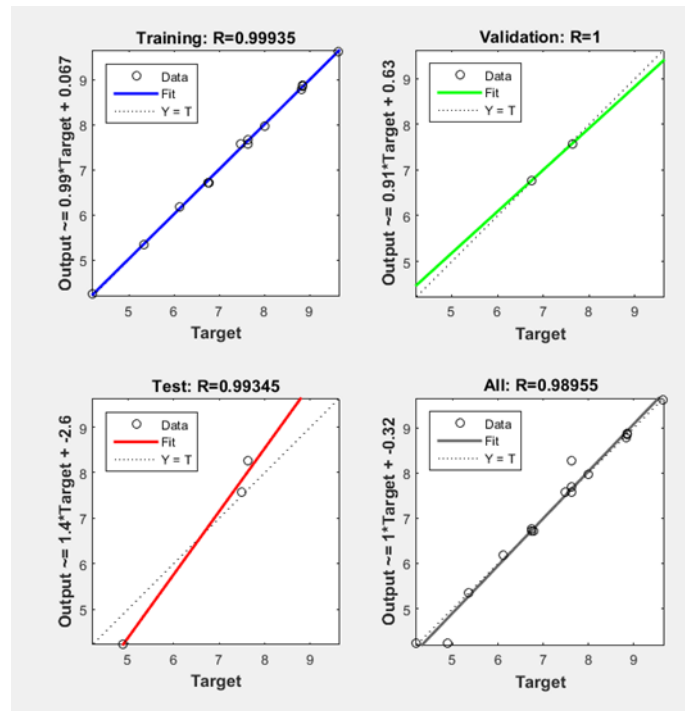 Training: R=0.99935
Output ~= 0.99*Target + 0.067
Data
Fit
Y = T
9
8
7
6
5
5 6 7 8 9
Target
Validation: R=1
Output ~= 0.91*Target + 0.63
Data
Fit
Y = T
9
8
7
6
5
5 6 7 8 9
Target
Test: R=0.99345
Output ~= 1.4*Target + -2.6
Data
Fit
Y = T
9
8
7
6
5
5 6 7 8 9
Target
All: R=0.98955
Output ~= 1*Target + -0.32
Data
Fit
Y = T
9
8
7
6
5
5 6 7 8 9
Target